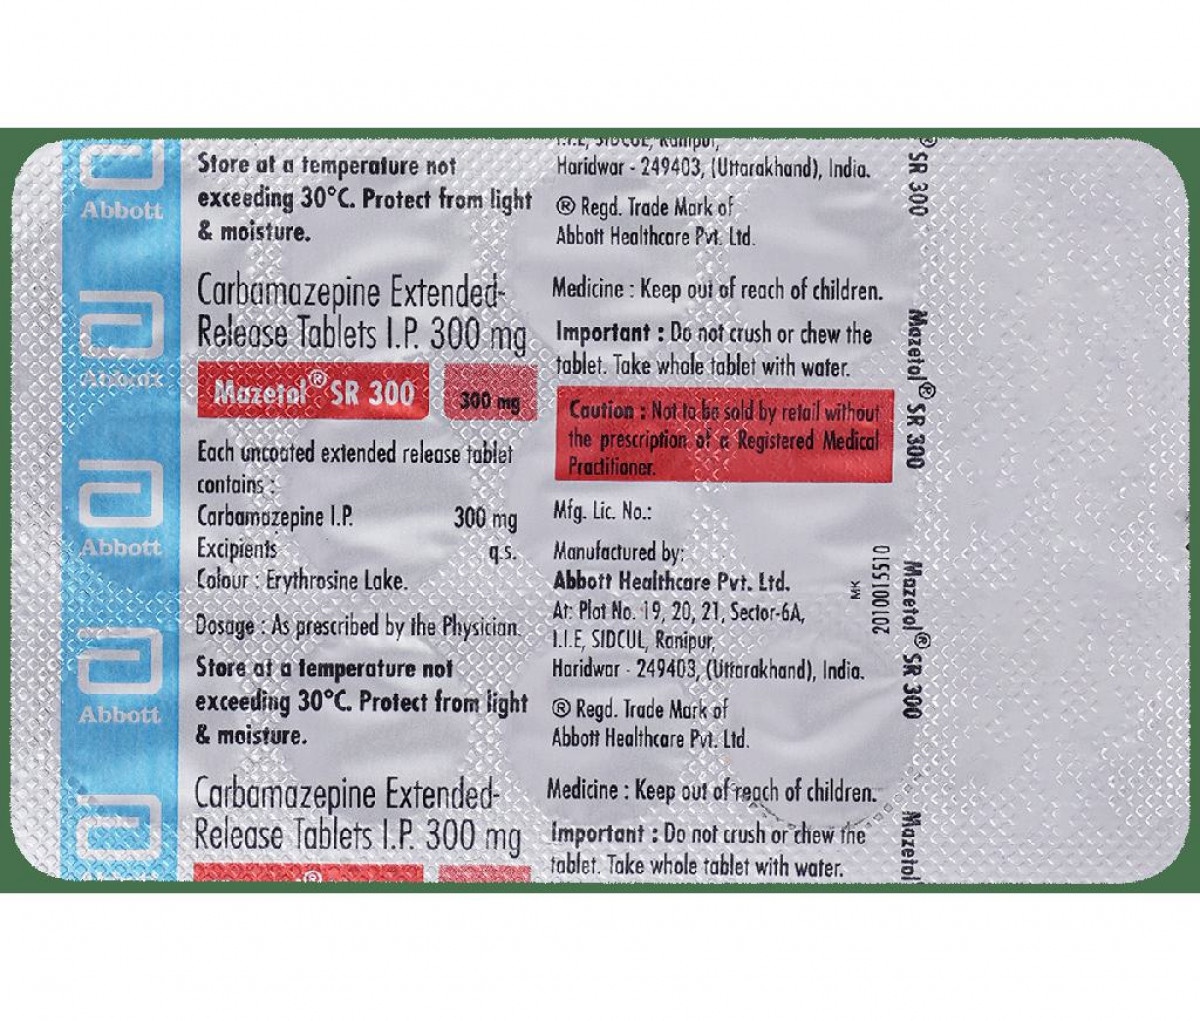 Abbott
Abbott
Abbott
Abbott
Store at a temperature not
exceeding 30°C. Protect from light
& moisture.
Carbamazepine Extended-
Release Tablets I.P. 300 mg
Mazetol® SR 300
300 mg
Each uncoated extended release tablet
contains :
Carbamazepine I.P. 300 mg
Excipients q.s.
Colour : Erythrosine Lake.
Dosage : As prescribed by the Physician.
Store at a temperature not
exceeding 30°C. Protect from light
& moisture.
Carbamazepine Extended-
Release Tablets I.P. 300 mg
®
I.I.E, SIDCUL, Ranipur,
Haridwar - 249403, (Uttarakhand), India.
® Regd. Trade Mark of
Abbott Healthcare Pvt. Ltd.
Medicine : Keep out of reach of children.
Important : Do not crush or chew the
tablet. Take whole tablet with water.
Caution : Not to be sold by retail without
the prescription of a Registered Medical
Practitioner.
Mfg. Lic. No.:
Manufactured by:
Abbott Healthcare Pvt. Ltd.
At: Plot No. 19, 20, 21, Sector-6A,
I.I.E, SIDCUL, Ranipur,
Haridwar - 249403, (Uttarakhand), India.
® Regd. Trade Mark of
Abbott Healthcare Pvt. Ltd.
Medicine : Keep out of reach of children.
Important : Do not crush or chew the
tablet. Take whole tablet with water.
MK
2010015510
® SR 300
Mazetol® SR 300
Mazetol® SR 300
Mazetol